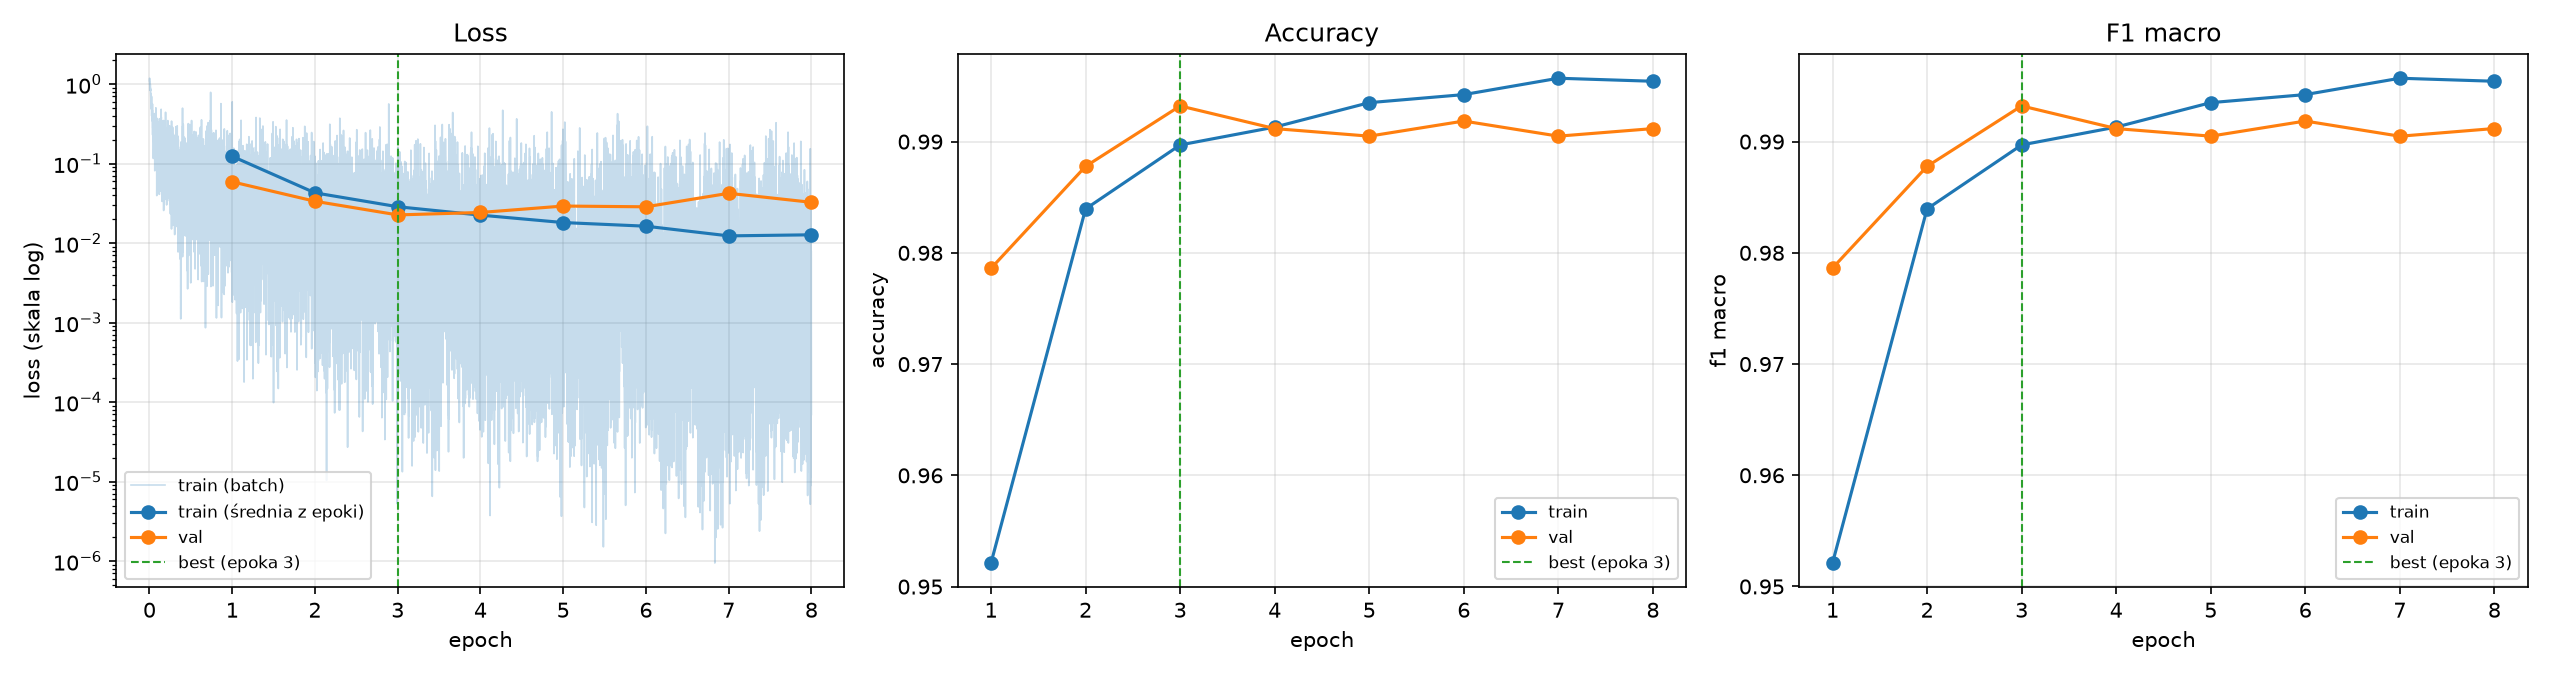 Loss
loss (skala log)
10⁰
10⁻¹
10⁻²
10⁻³
10⁻⁴
10⁻⁵
10⁻⁶
train (batch)
train (średnia z epoki)
val
best (epoka 3)
0 1 2 3 4 5 6 7 8
epoch
Accuracy
accuracy
0.99
0.98
0.97
0.96
0.95
train
val
best (epoka 3)
1 2 3 4 5 6 7 8
epoch
F1 macro
f1 macro
0.99
0.98
0.97
0.96
0.95
train
val
best (epoka 3)
1 2 3 4 5 6 7 8
epoch